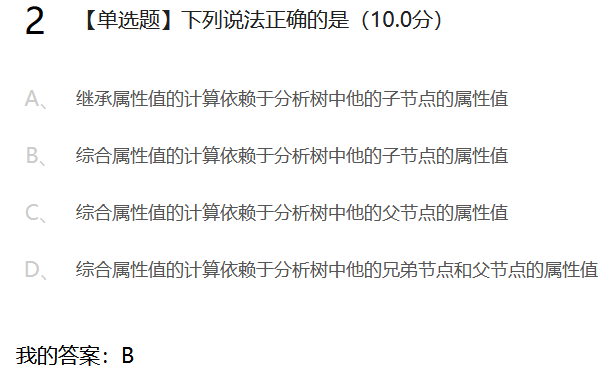 2 【单选题】下列说法正确的是（10.0分）
A、 继承属性值的计算依赖于分析树中他的子节点的属性值
B、 综合属性值的计算依赖于分析树中他的子节点的属性值
C、 综合属性值的计算依赖于分析树中他的父节点的属性值
D、 综合属性值的计算依赖于分析树中他的兄弟节点和父节点的属性值
我的答案：B